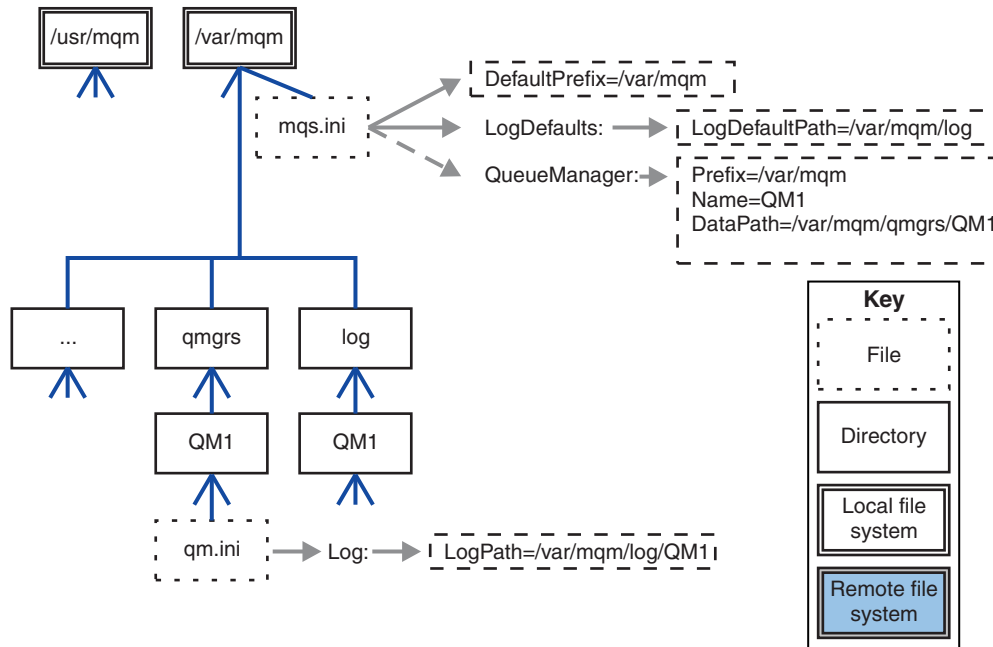 /usr/mqm
/var/mqm
DefaultPrefix=/var/mqm
mqs.ini
LogDefaults:
LogDefaultPath=/var/mqm/log
QueueManager:
Prefix=/var/mqm
Name=QM1
DataPath=/var/mqm/qmgrs/QM1
...
qmgrs
log
QM1
QM1
qm.ini
Log:
LogPath=/var/mqm/log/QM1
Key
File
Directory
Local file
system
Remote file
system